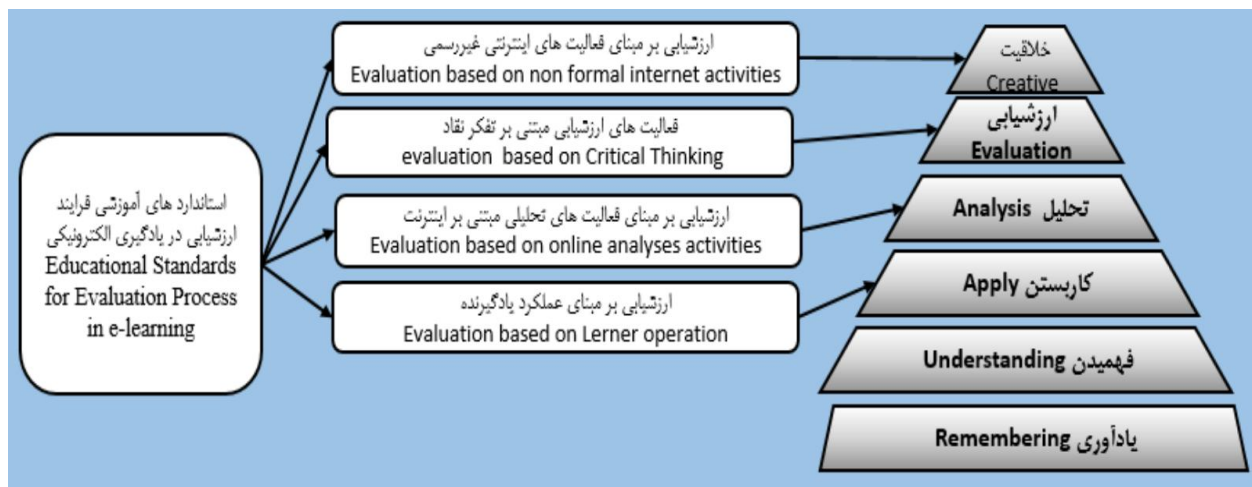 استاندارد های آموزشی فرایند
ارزشیابی در یادگیری الکترونیکی
Educational Standards
for Evaluation Process
in e-learning
ارزشیابی بر مبنای فعالیت های اینترنتی غیررسمی
Evaluation based on non formal internet activities
فعالیت های ارزشیابی مبتنی بر تفکر نقاد
evaluation based on Critical Thinking
ارزشیابی بر مبنای فعالیت های تحلیلی مبتنی بر اینترنت
Evaluation based on online analyses activities
ارزشیابی بر مبنای عملکرد یادگیرنده
Evaluation based on Lerner operation
خلاقیت
Creative
ارزشیابی
Evaluation
تحلیل Analysis
کاربستن Apply
فهمیدن Understanding
یادآوری Remembering